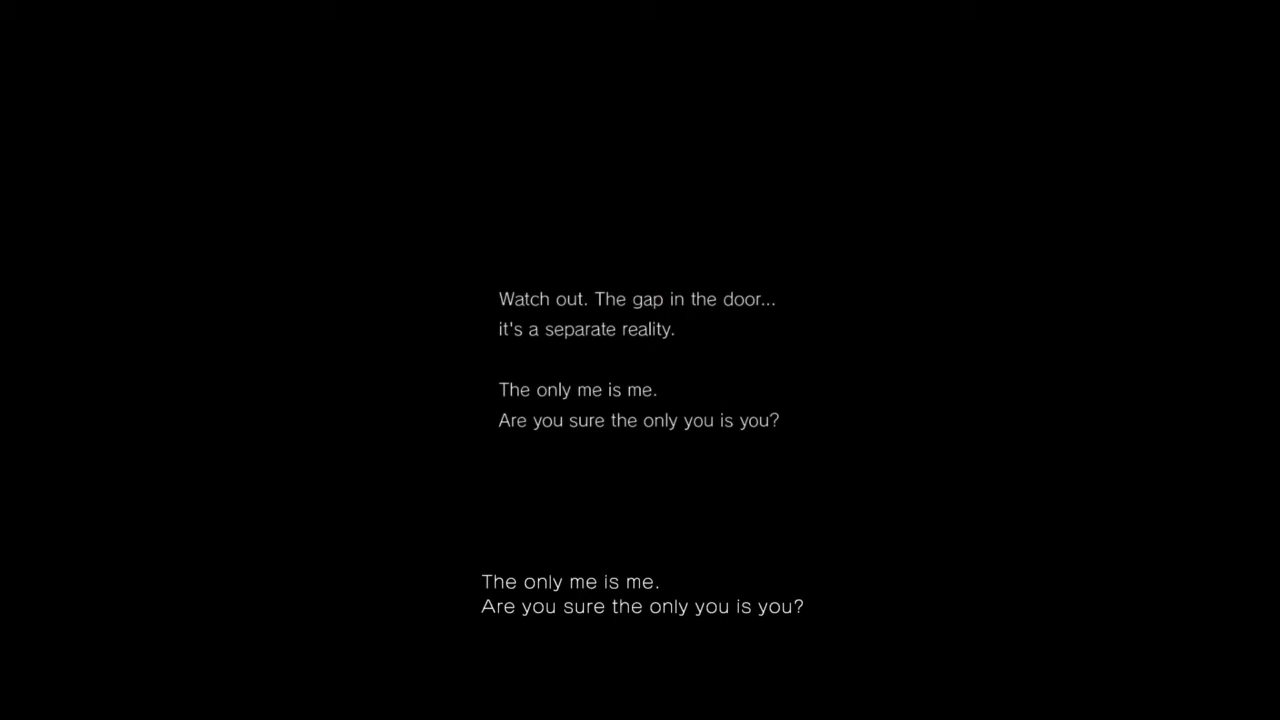 Watch out. The gap in the door...
it's a separate reality.
The only me is me.
Are you sure the only you is you?
The only me is me.
Are you sure the only you is you?